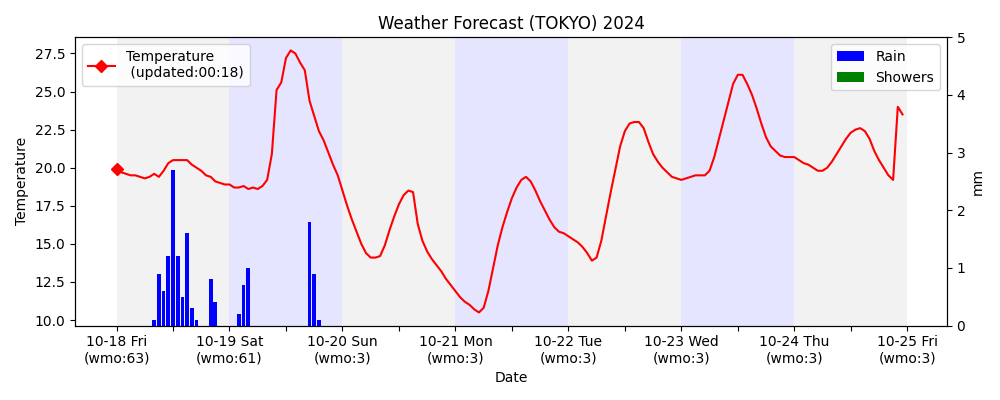 Weather Forecast (TOKYO) 2024
Temperature
(updated:00:18)
Rain
Showers
Temperature
27.5
25.0
22.5
20.0
17.5
15.0
12.5
10.0
5
4
3
2
1
0
mm
10-18 Fri
(wmo:63)
10-19 Sat
(wmo:61)
10-20 Sun
(wmo:3)
10-21 Mon
(wmo:3)
10-22 Tue
(wmo:3)
10-23 Wed
(wmo:3)
10-24 Thu
(wmo:3)
10-25 Fri
(wmo:3)
Date